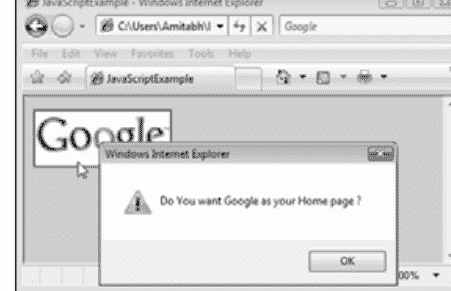 JavaScriptExample - Windows Internet Explorer
C:\Users\Amitabh\I
Google
File Edit View Favorites Tools Help
JavaScriptExample
Google
Windows Internet Explorer
Do You want Google as your Home page ?
OK
00%